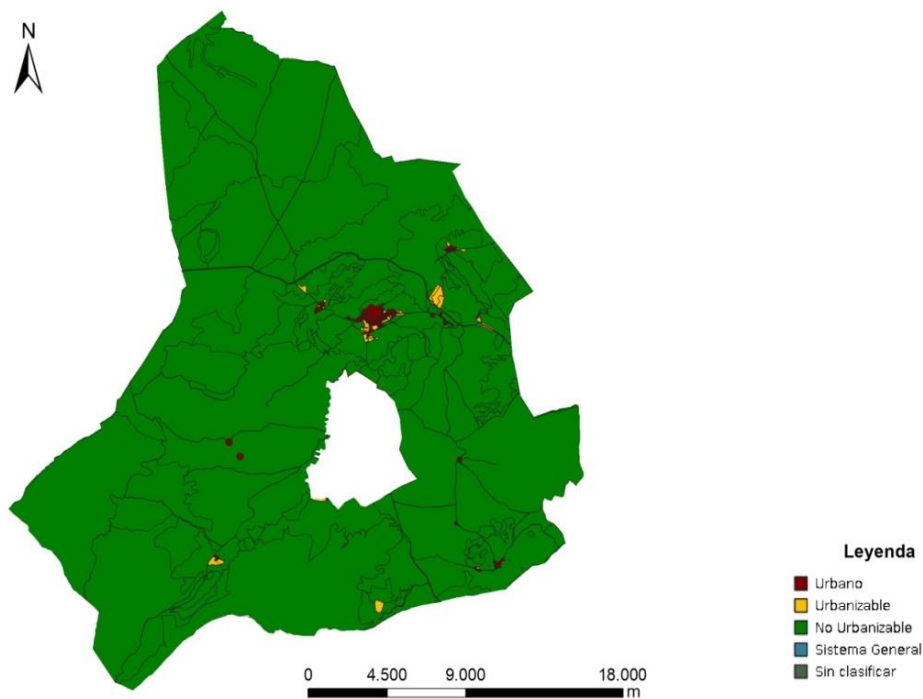 N
Leyenda
Urbano
Urbanizable
No Urbanizable
Sistema General
Sin clasificar
0 4.500 9.000 18.000
m